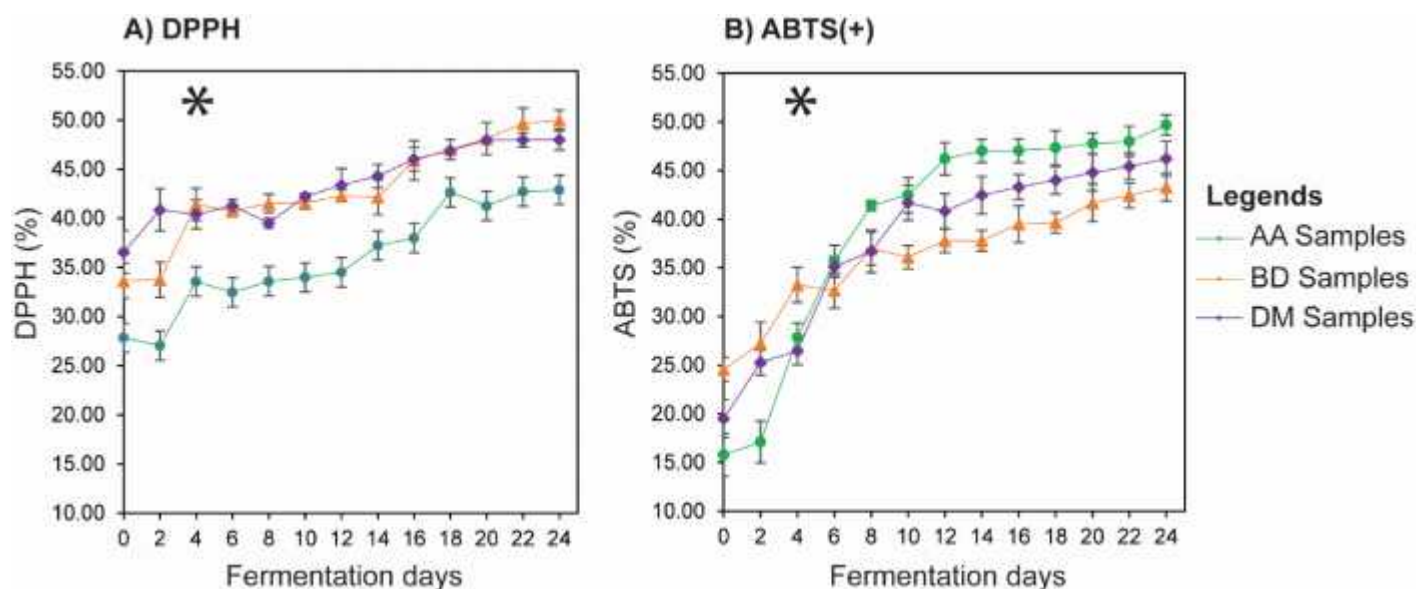 A) DPPH
55.00
50.00
45.00
40.00
35.00
30.00
25.00
20.00
15.00
10.00
DPPH (%)
*
0 2 4 6 8 10 12 14 16 18 20 22 24
Fermentation days
B) ABTS(+)
55.00
50.00
45.00
40.00
35.00
30.00
25.00
20.00
15.00
10.00
ABTS (%)
*
0 2 4 6 8 10 12 14 16 18 20 22 24
Fermentation days
Legends
AA Samples
BD Samples
DM Samples